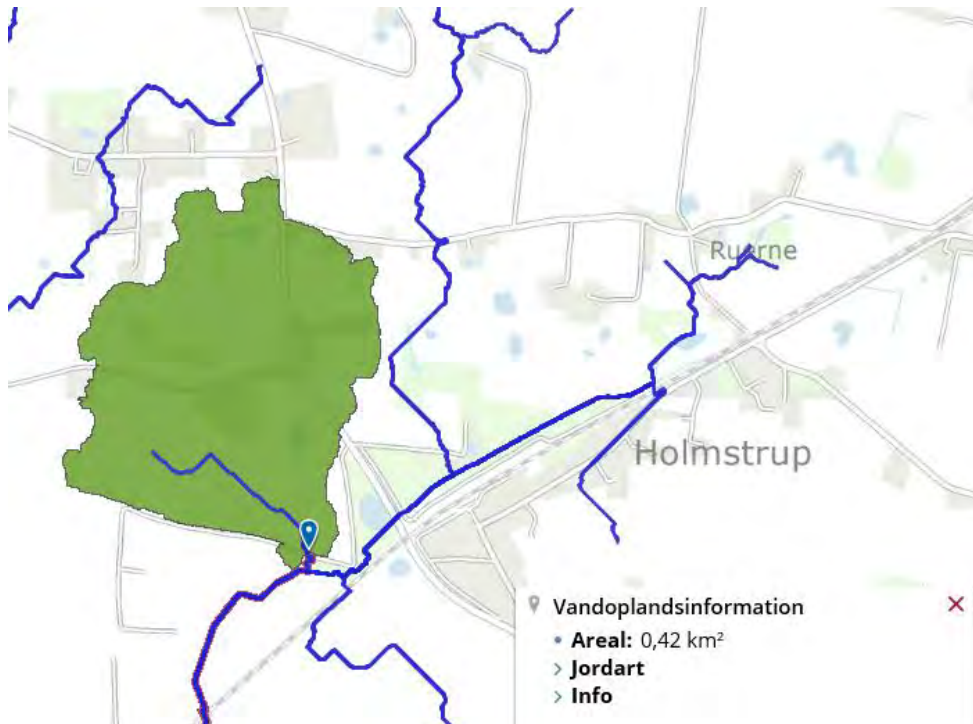 Ruerne
Holmstrup
Vandoplandsinformation
Areal: 0,42 km²
Jordart
Info